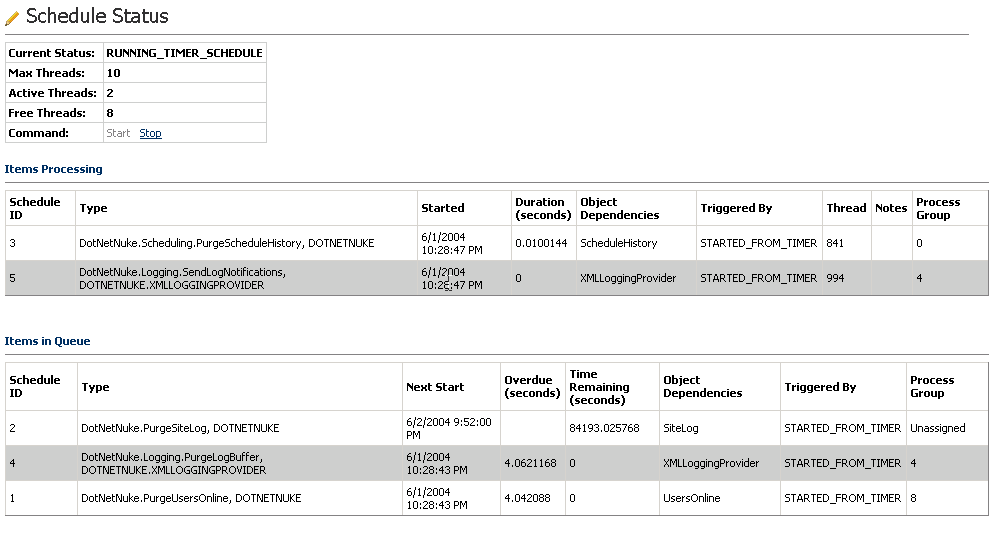 Schedule Status
Current Status: RUNNING_TIMER_SCHEDULE
Max Threads: 10
Active Threads: 2
Free Threads: 8
Command: Start Stop
Items Processing
Schedule ID Type Started Duration (seconds) Object Dependencies Triggered By Thread Notes Process Group
3 DotNetNuke.Scheduling.PurgeScheduleHistory, DOTNETNUKE 6/1/2004 10:28:47 PM 0.0100144 ScheduleHistory STARTED_FROM_TIMER 841 0
5 DotNetNuke.Logging.SendLogNotifications, DOTNETNUKE.XMLLOGGINGPROVIDER 6/1/2004 10:28:47 PM 0 XMLLoggingProvider STARTED_FROM_TIMER 994 4
Items in Queue
Schedule ID Type Next Start Overdue (seconds) Time Remaining (seconds) Object Dependencies Triggered By Process Group
2 DotNetNuke.PurgeSiteLog, DOTNETNUKE 6/2/2004 9:52:00 PM 84193.025768 SiteLog STARTED_FROM_TIMER Unassigned
4 DotNetNuke.Logging.PurgeLogBuffer, DOTNETNUKE.XMLLOGGINGPROVIDER 6/1/2004 10:28:43 PM 4.0621168 0 XMLLoggingProvider STARTED_FROM_TIMER 4
1 DotNetNuke.PurgeUsersOnline, DOTNETNUKE 6/1/2004 10:28:43 PM 4.042088 0 UsersOnline STARTED_FROM_TIMER 8